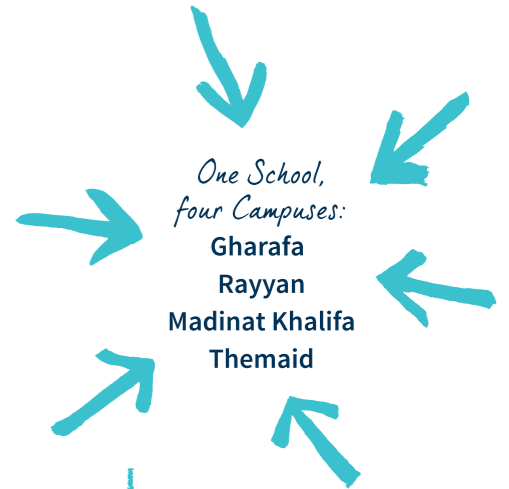 One School,
four Campuses:
Gharafa
Rayyan
Madinat Khalifa
Themaid